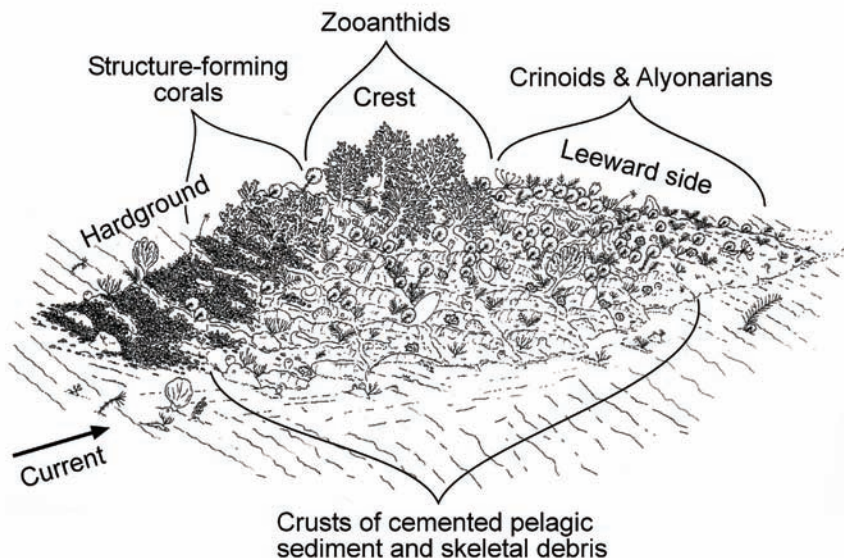 Zooanthids
Structure-forming
corals
Crest
Crinoids & Alyonarians
Leeward side
Hardground
Current
Crusts of cemented pelagic
sediment and skeletal debris